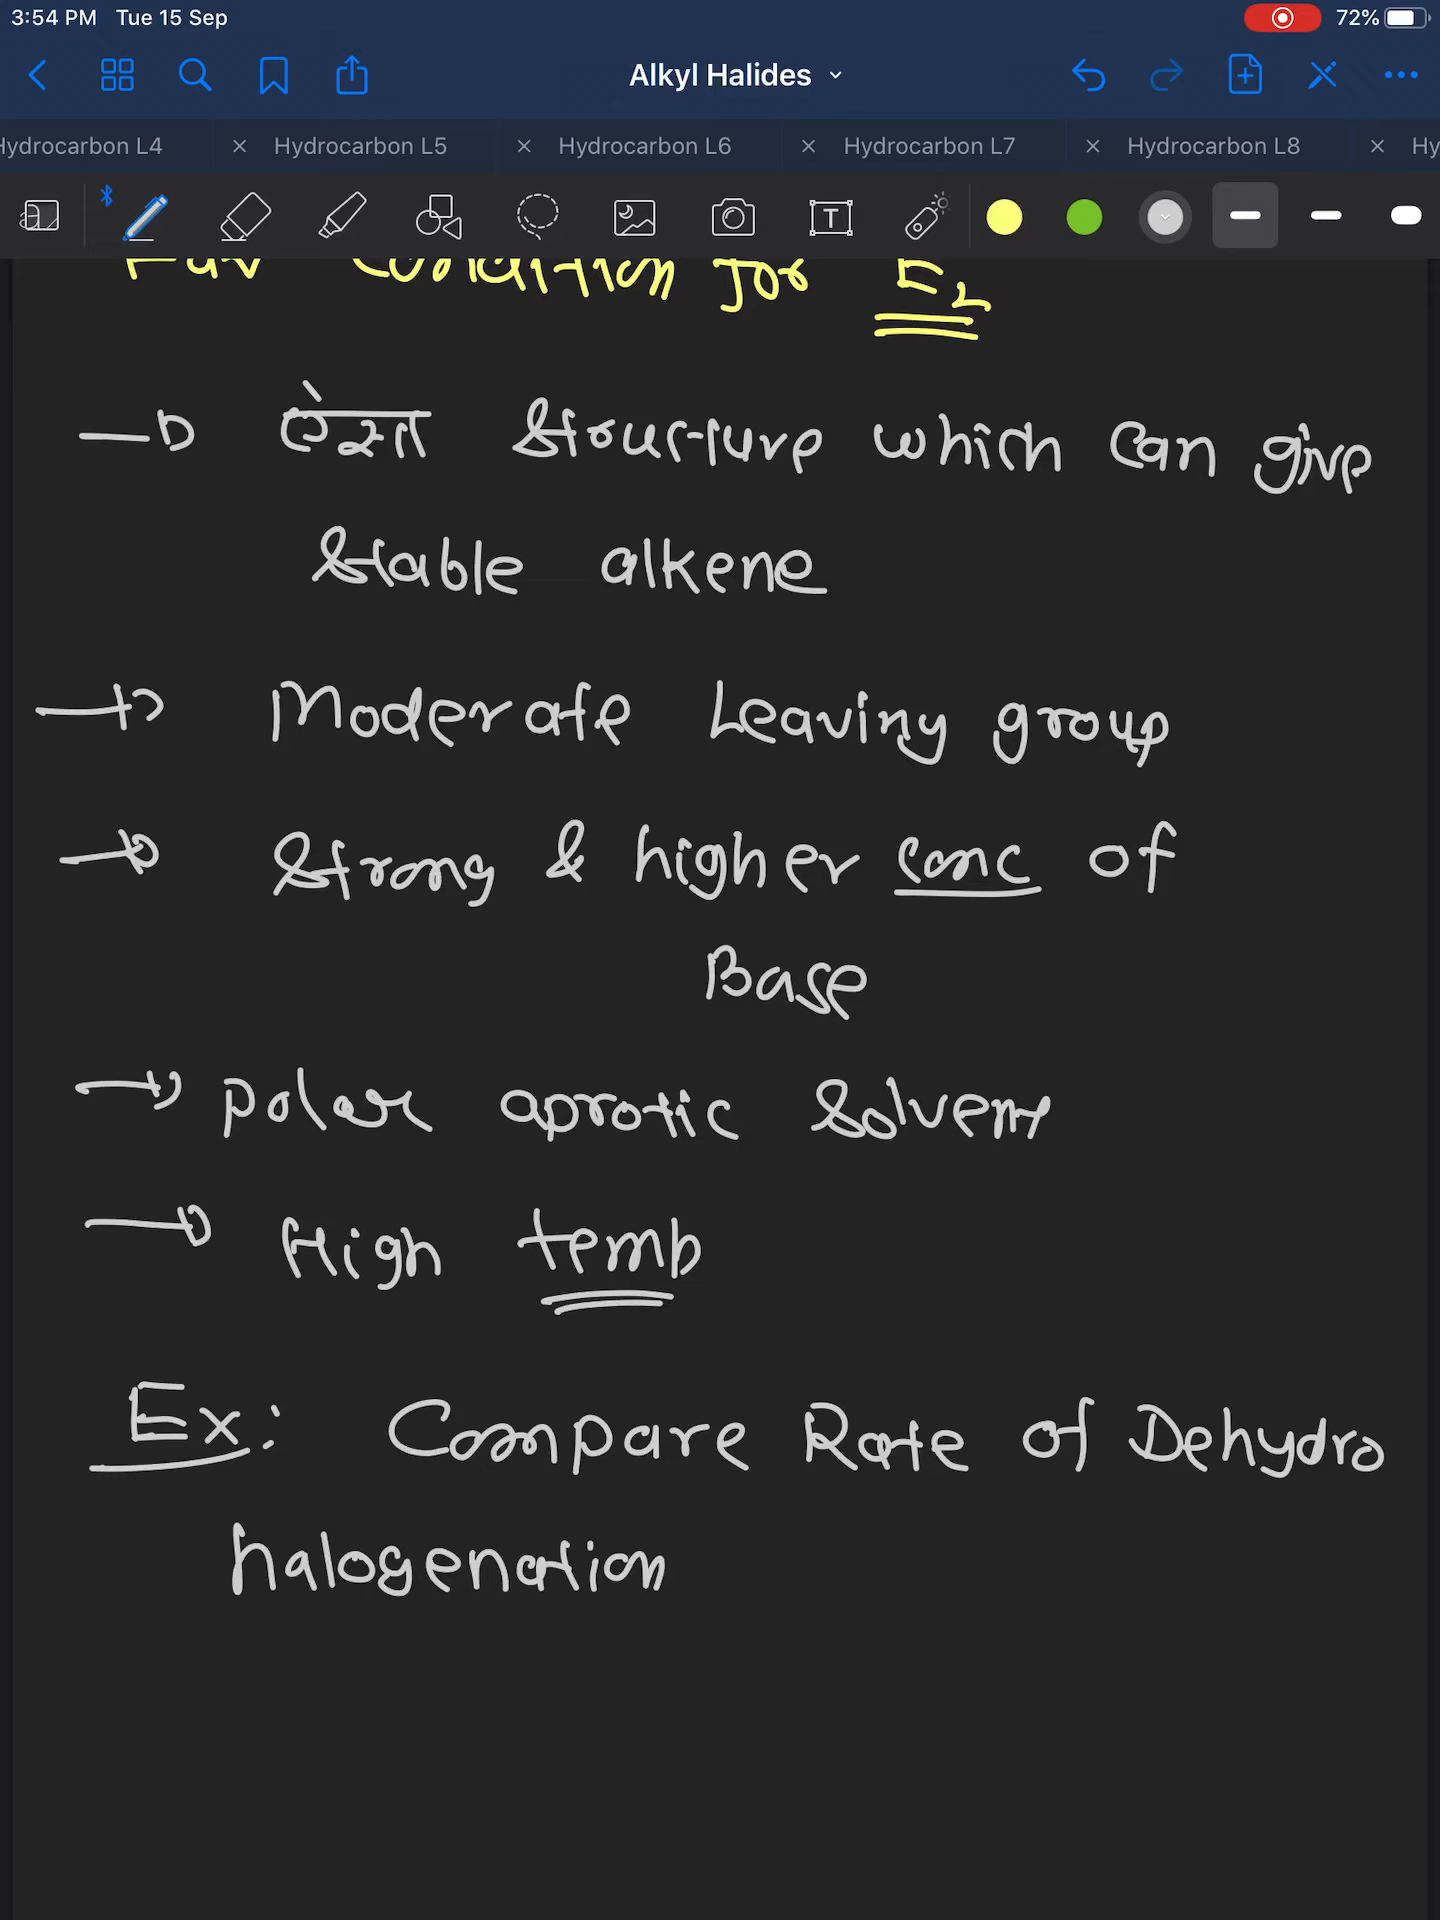 3:54 PM Tue 15 Sep 72%
Alkyl Halides
Hydrocarbon L4 Hydrocarbon L5 Hydrocarbon L6 Hydrocarbon L7 Hydrocarbon L8 Hy
Fav Condition for E2
ऐसा Structure which can give
Stable alkene
Moderate Leaving group
Strong & higher conc of
Base
Polar aprotic Solvent
High temp
Ex: Compare Rate of Dehydro
halogenation